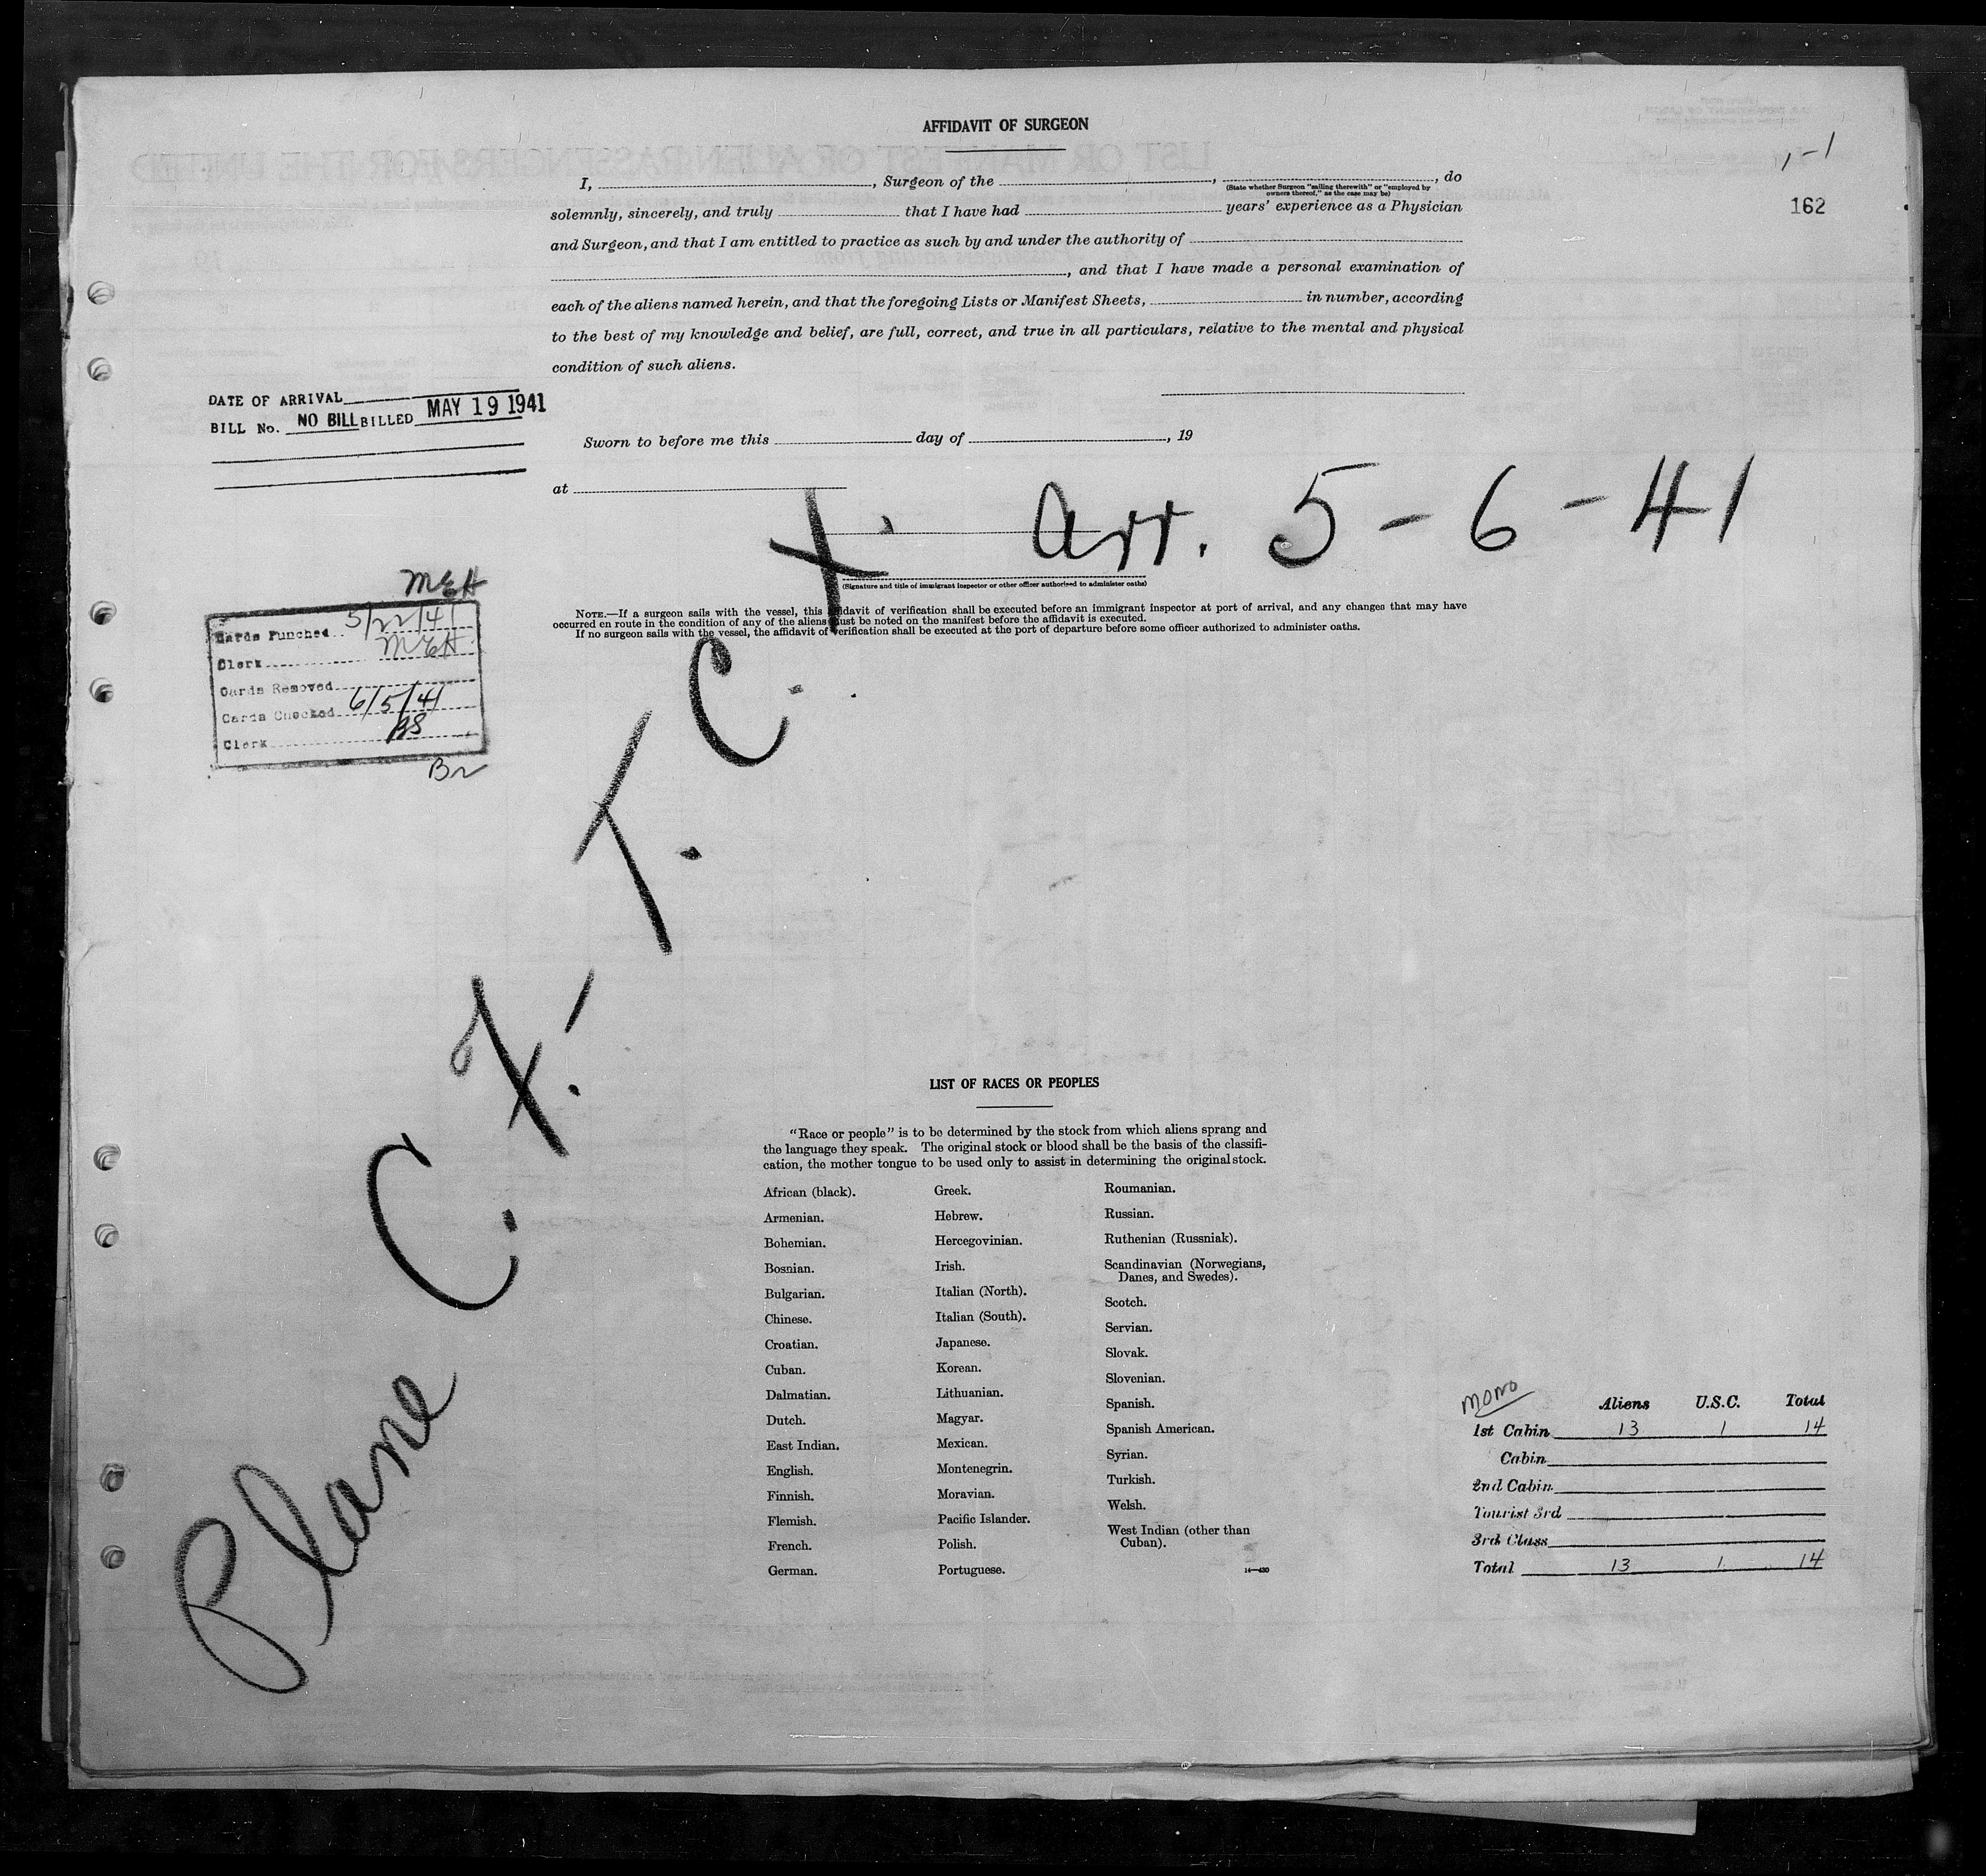 AFFIDAVIT OF SURGEON
1-1
162
I, , Surgeon of the , , do
(State whether Surgeon "sailing therewith" or "employed by
owners thereof," as the case may be)
solemnly, sincerely, and truly that I have had years' experience as a Physician
and Surgeon, and that I am entitled to practice as such by and under the authority of
, and that I have made a personal examination of
each of the aliens named herein, and that the foregoing Lists or Manifest Sheets, in number, according
to the best of my knowledge and belief, are full, correct, and true in all particulars, relative to the mental and physical
condition of such aliens.
DATE OF ARRIVAL
BILL No. NO BILL BILLED MAY 19 1941
Sworn to before me this day of , 19
at
Arr. 5-6-41
(Signature and title of immigrant inspector or other officer authorized to administer oaths)
NOTE.—If a surgeon sails with the vessel, this affidavit of verification shall be executed before an immigrant inspector at port of arrival, and any changes that may have
occurred en route in the condition of any of the aliens must be noted on the manifest before the affidavit is executed.
If no surgeon sails with the vessel, the affidavit of verification shall be executed at the port of departure before some officer authorized to administer oaths.
MEH
Cards Punched 5/22/41
Clerk MEH
Cards Removed
Cards Checked 6/5/41
Clerk
Plane C. F. - T. C. X
LIST OF RACES OR PEOPLES
"Race or people" is to be determined by the stock from which aliens sprang and
the language they speak. The original stock or blood shall be the basis of the classifi-
cation, the mother tongue to be used only to assist in determining the original stock.
African (black).
Armenian.
Bohemian.
Bosnian.
Bulgarian.
Chinese.
Croatian.
Cuban.
Dalmatian.
Dutch.
East Indian.
English.
Finnish.
Flemish.
French.
German.
Greek.
Hebrew.
Hercegovinian.
Irish.
Italian (North).
Italian (South).
Japanese.
Korean.
Lithuanian.
Magyar.
Mexican.
Montenegrin.
Moravian.
Pacific Islander.
Polish.
Portuguese.
Roumanian.
Russian.
Ruthenian (Russniak).
Scandinavian (Norwegians,
Danes, and Swedes).
Scotch.
Servian.
Slovak.
Slovenian.
Spanish.
Spanish American.
Syrian.
Turkish.
Welsh.
West Indian (other than
Cuban).
14—430
Aliens U.S.C. Total
1st Cabin 13 1 14
Cabin
2nd Cabin
Tourist 3rd
3rd Class
Total 13 1 14